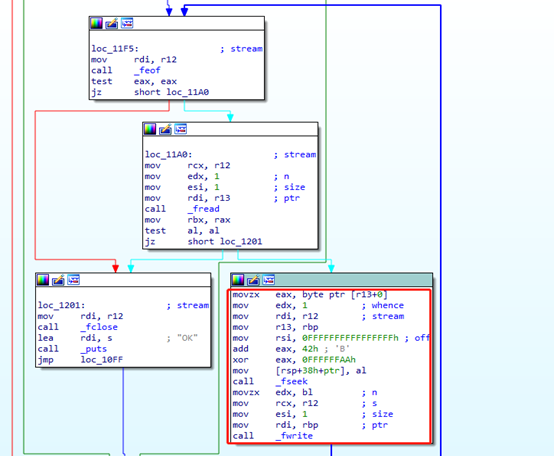 loc_11F5: ; stream
mov rdi, r12
call _feof
test eax, eax
jz short loc_11A0
loc_11A0: ; stream
mov rcx, r12
mov edx, 1 ; n
mov esi, 1 ; size
mov rdi, r13 ; ptr
call _fread
mov rbx, rax
test al, al
jz short loc_1201
loc_1201: ; stream
mov rdi, r12
call _fclose
lea rdi, s ; "OK"
call _puts
jmp loc_10FF
movzx eax, byte ptr [r13+0]
mov edx, 1 ; whence
mov rdi, r12 ; stream
mov r13, rbp
mov rsi, 0FFFFFFFFFFFFFFFFh ; off
add eax, 42h ; 'B'
xor eax, 0FFFFFFAAh
mov [rsp+38h+ptr], al
call _fseek
movzx edx, bl ; n
mov rcx, r12 ; s
mov esi, 1 ; size
mov rdi, rbp ; ptr
call _fwrite